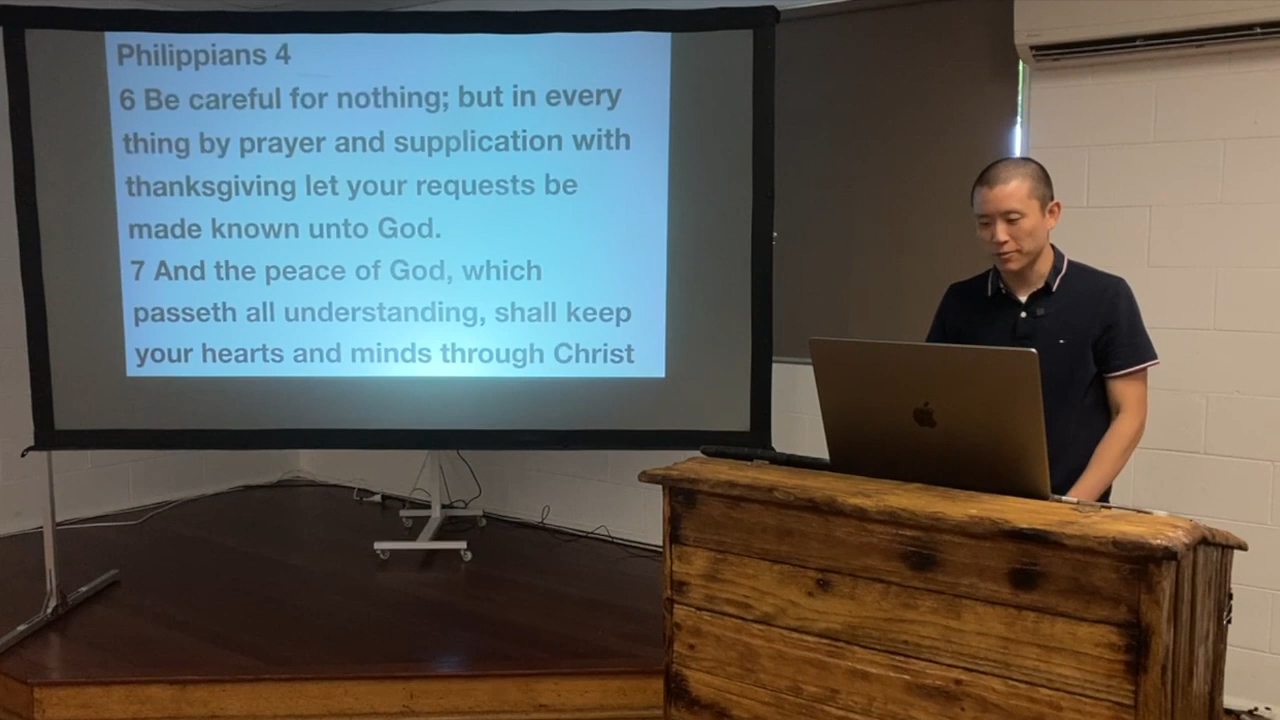 Philippians 4
6 Be careful for nothing; but in every
thing by prayer and supplication with
thanksgiving let your requests be
made known unto God.
7 And the peace of God, which
passeth all understanding, shall keep
your hearts and minds through Christ